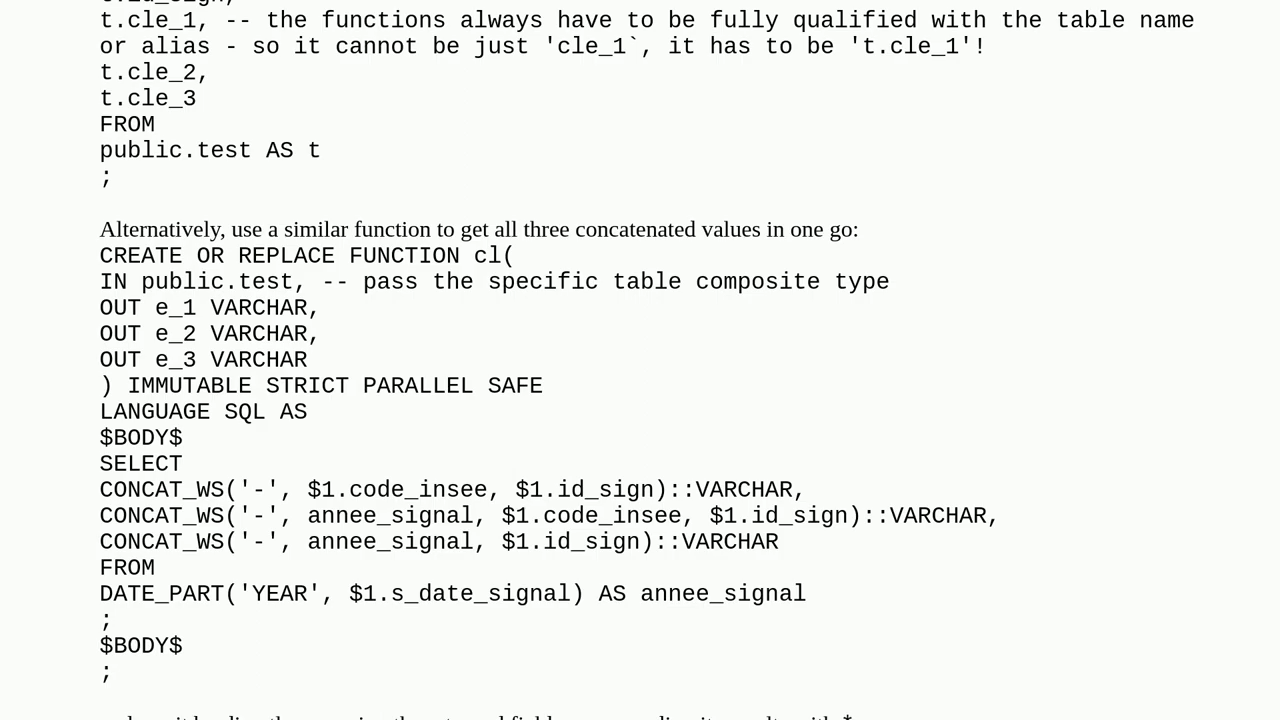 t.cle_1, -- the functions always have to be fully qualified with the table name
or alias - so it cannot be just 'cle_1`, it has to be 't.cle_1'!
t.cle_2,
t.cle_3
FROM
public.test AS t
;
Alternatively, use a similar function to get all three concatenated values in one go:
CREATE OR REPLACE FUNCTION cl(
IN public.test, -- pass the specific table composite type
OUT e_1 VARCHAR,
OUT e_2 VARCHAR,
OUT e_3 VARCHAR
) IMMUTABLE STRICT PARALLEL SAFE
LANGUAGE SQL AS
$BODY$
SELECT
CONCAT_WS('-', $1.code_insee, $1.id_sign)::VARCHAR,
CONCAT_WS('-', annee_signal, $1.code_insee, $1.id_sign)::VARCHAR,
CONCAT_WS('-', annee_signal, $1.id_sign)::VARCHAR
FROM
DATE_PART('YEAR', $1.s_date_signal) AS annee_signal
;
$BODY$
;